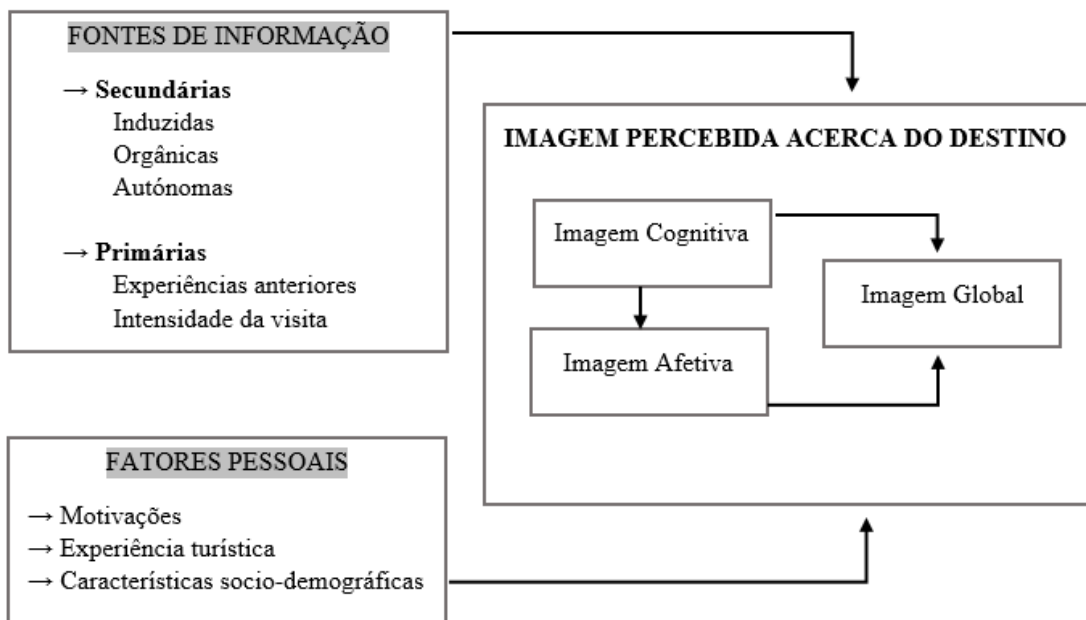 FONTES DE INFORMAÇÃO
→ Secundárias
Induzidas
Orgânicas
Autónomas
→ Primárias
Experiências anteriores
Intensidade da visita
FATORES PESSOAIS
→ Motivações
→ Experiência turística
→ Características socio-demográficas
IMAGEM PERCEBIDA ACERCA DO DESTINO
Imagem Cognitiva
Imagem Afetiva
Imagem Global